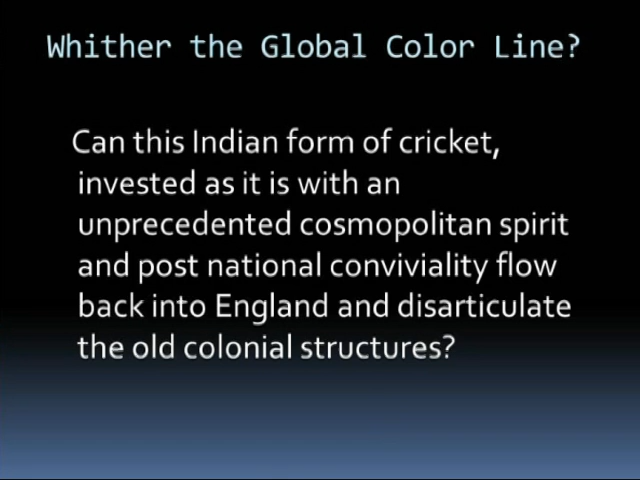 Whither the Global Color Line?
Can this Indian form of cricket,
invested as it is with an
unprecedented cosmopolitan spirit
and post national conviviality flow
back into England and disarticulate
the old colonial structures?